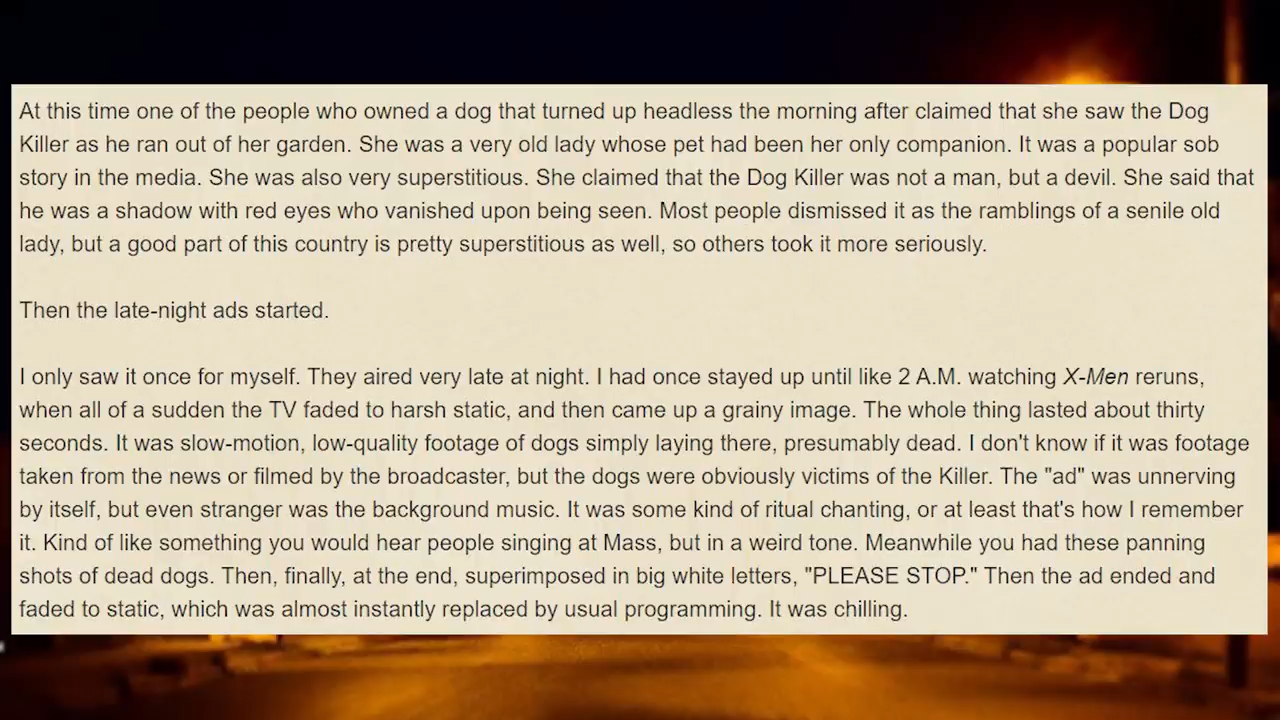 At this time one of the people who owned a dog that turned up headless the morning after claimed that she saw the Dog
Killer as he ran out of her garden. She was a very old lady whose pet had been her only companion. It was a popular sob
story in the media. She was also very superstitious. She claimed that the Dog Killer was not a man, but a devil. She said that
he was a shadow with red eyes who vanished upon being seen. Most people dismissed it as the ramblings of a senile old
lady, but a good part of this country is pretty superstitious as well, so others took it more seriously.
Then the late-night ads started.
I only saw it once for myself. They aired very late at night. I had once stayed up until like 2 A.M. watching X-Men reruns,
when all of a sudden the TV faded to harsh static, and then came up a grainy image. The whole thing lasted about thirty
seconds. It was slow-motion, low-quality footage of dogs simply laying there, presumably dead. I don't know if it was footage
taken from the news or filmed by the broadcaster, but the dogs were obviously victims of the Killer. The "ad" was unnerving
by itself, but even stranger was the background music. It was some kind of ritual chanting, or at least that's how I remember
it. Kind of like something you would hear people singing at Mass, but in a weird tone. Meanwhile you had these panning
shots of dead dogs. Then, finally, at the end, superimposed in big white letters, "PLEASE STOP." Then the ad ended and
faded to static, which was almost instantly replaced by usual programming. It was chilling.